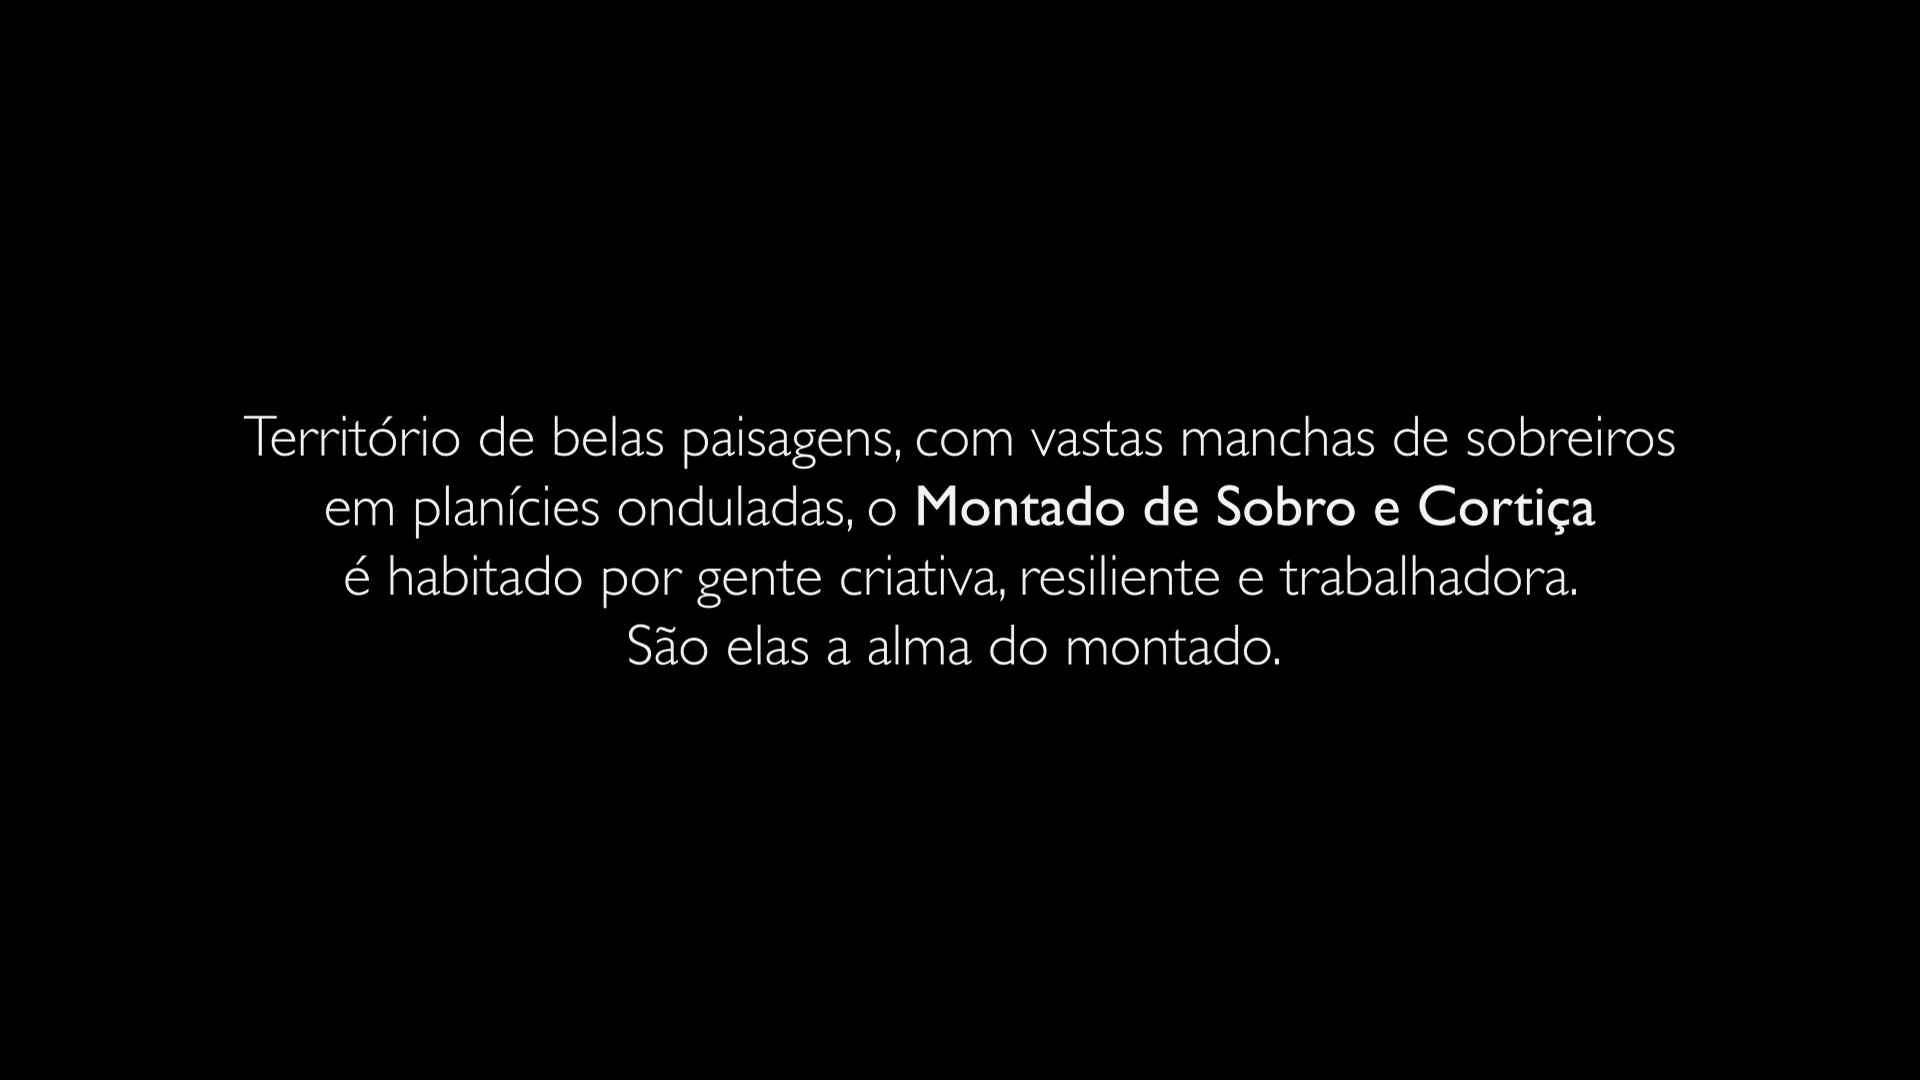 Território de belas paisagens, com vastas manchas de sobreiros
em planícies onduladas, o Montado de Sobro e Cortiça
é habitado por gente criativa, resiliente e trabalhadora.
São elas a alma do montado.